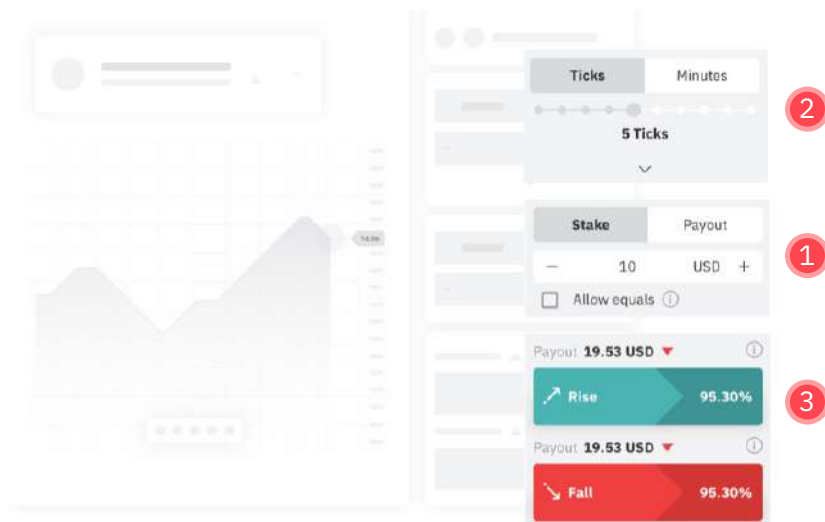 Ticks Minutes
5 Ticks
2
Stake Payout
10 USD
Allow equals
1
Payout 19.53 USD
Rise 95.30%
3
Payout 19.53 USD
Fall 95.30%